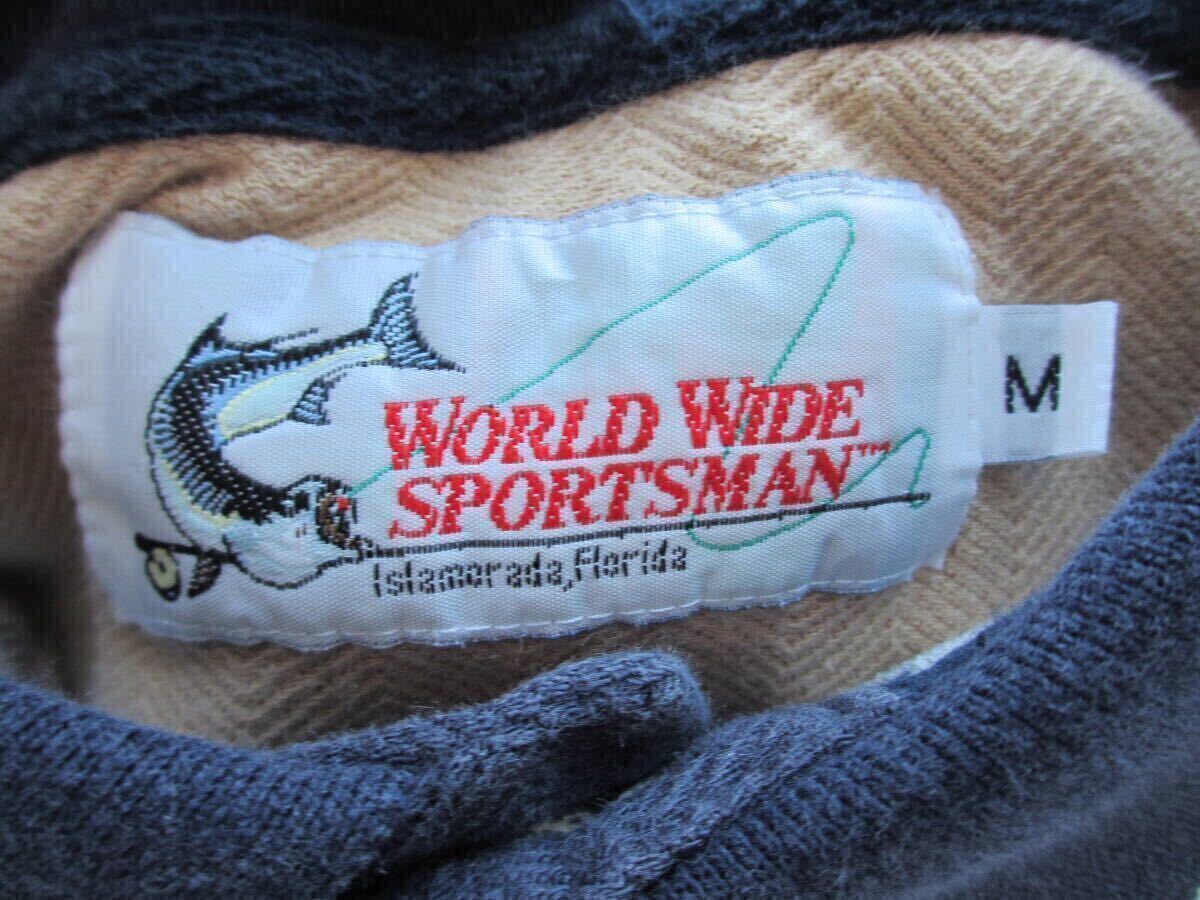 WORLD WIDE
SPORTSMAN™
Islamorada, Florida
M